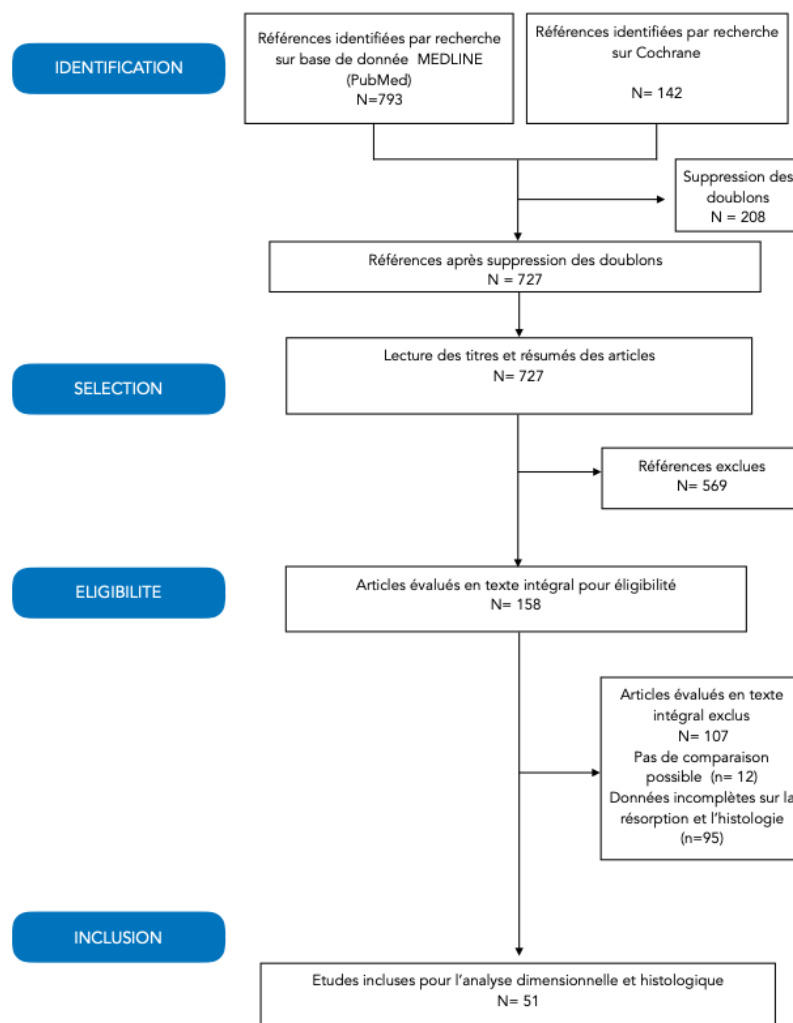 IDENTIFICATION
Références identifiées par recherche
sur base de donnée MEDLINE
(PubMed)
N=793
Références identifiées par recherche
sur Cochrane
N= 142
Suppression des
doublons
N = 208
Références après suppression des doublons
N = 727
SELECTION
Lecture des titres et résumés des articles
N= 727
Références exclues
N= 569
ELIGIBILITE
Articles évalués en texte intégral pour éligibilité
N= 158
Articles évalués en texte
intégral exclus
N= 107
Pas de comparaison
possible (n= 12)
Données incomplètes sur la
résorption et l’histologie
(n=95)
INCLUSION
Etudes incluses pour l’analyse dimensionnelle et histologique
N= 51